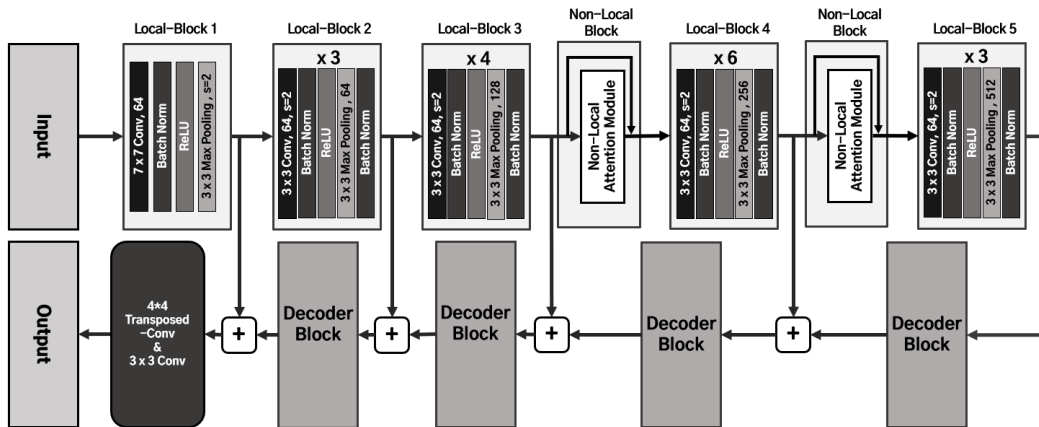 Local-Block 1
Local-Block 2
Local-Block 3
Non-Local
Block
Local-Block 4
Non-Local
Block
Local-Block 5
Input
7 x 7 Conv, 64
Batch Norm
ReLU
3 x 3 Max Pooling , s=2
x 3
3 x 3 Conv, 64, s=2
Batch Norm
ReLU
3 x 3 Max Pooling , 64
Batch Norm
x 4
3 x 3 Conv, 64, s=2
Batch Norm
ReLU
3 x 3 Max Pooling , 128
Batch Norm
Non-Local
Attention Module
x 6
3 x 3 Conv, 64, s=2
Batch Norm
ReLU
3 x 3 Max Pooling , 256
Batch Norm
Non-Local
Attention Module
x 3
3 x 3 Conv, 64, s=2
Batch Norm
ReLU
3 x 3 Max Pooling , 512
Batch Norm
Output
4*4
Transposed
-Conv
&
3 x 3 Conv
+
Decoder
Block
+
Decoder
Block
+
Decoder
Block
+
Decoder
Block